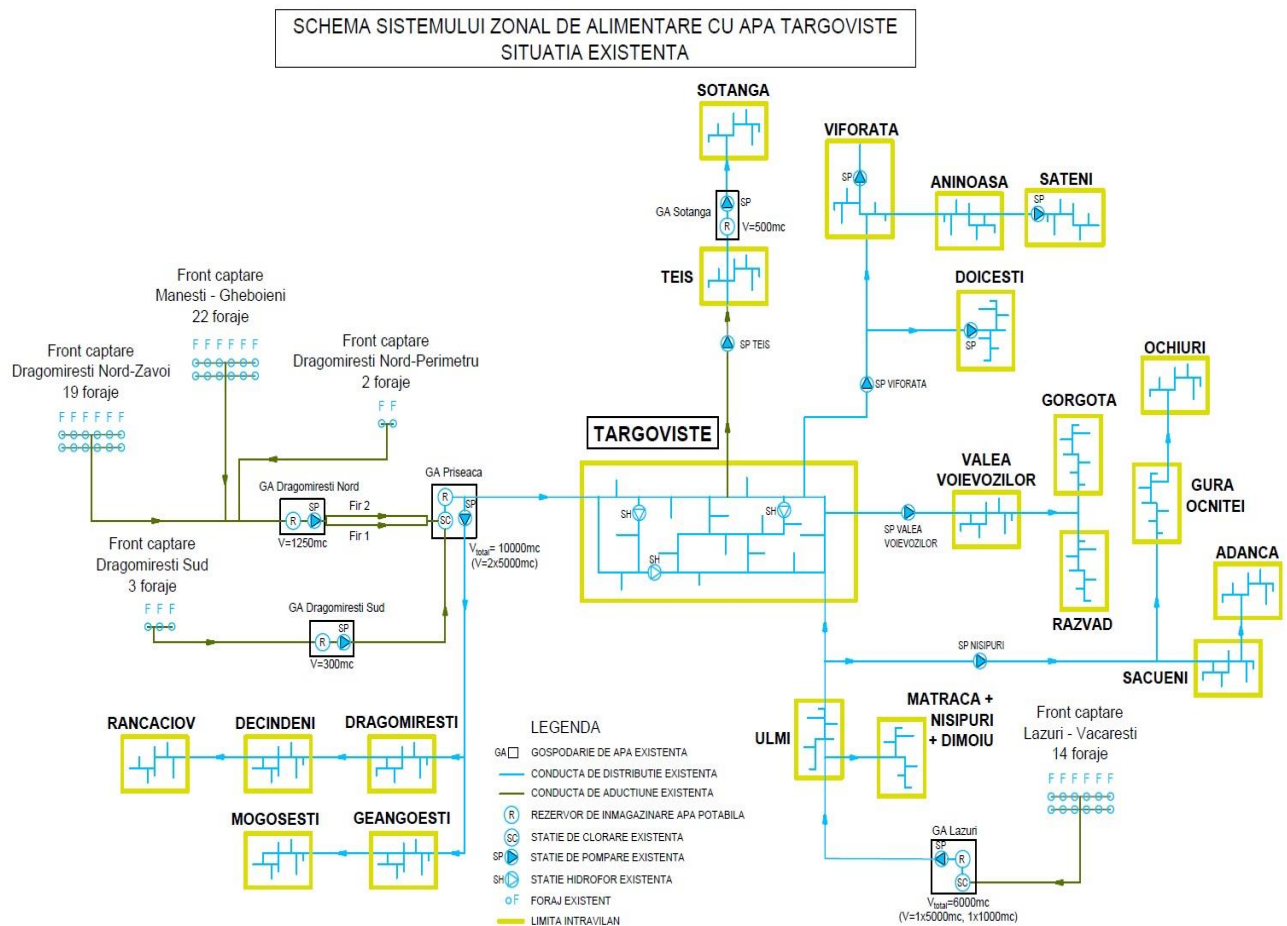 SCHEMA SISTEMULUI ZONAL DE ALIMENTARE CU APA TARGOVISTE
SITUATIA EXISTENTA
SOTANGA
SP
GA Sotanga
R
V=500mc
TEIS
SP TEIS
VIFORATA
SP
ANINOASA
SATENI
SP
DOICESTI
SP
SP VIFORATA
Front captare
Manesti - Gheboieni
22 foraje
F F F F F F
Front captare
Dragomiresti Nord-Zavoi
19 foraje
F F F F F F
Front captare
Dragomiresti Nord-Perimetru
2 foraje
F F
GA Dragomiresti Nord
SP
R
V=1250mc
Fir 2
Fir 1
GA Priseaca
R
SP
SC
Vtotal= 10000mc
(V=2x5000mc)
Front captare
Dragomiresti Sud
3 foraje
F F F
GA Dragomiresti Sud
SP
R
V=300mc
TARGOVISTE
SH
SH
SH
OCHIURI
GORGOTA
VALEA
VOIEVOZILOR
SP VALEA
VOIEVOZILOR
GURA
OCNITEI
RAZVAD
ADANCA
SP NISIPURI
SACUENI
RANCACIOV
DECINDENI
DRAGOMIRESTI
MOGOSESTI
GEANGOESTI
ULMI
MATRACA +
NISIPURI
+ DIMOIU
Front captare
Lazuri - Vacaresti
14 foraje
F F F F F F
GA Lazuri
SP
R
SC
Vtotal=6000mc
(V=1x5000mc, 1x1000mc)
LEGENDA
GA GOSPODARIE DE APA EXISTENTA
CONDUCTA DE DISTRIBUTIE EXISTENTA
CONDUCTA DE ADUCTIUNE EXISTENTA
R REZERVOR DE INMAGAZINARE APA POTABILA
SC STATIE DE CLORARE EXISTENTA
SP STATIE DE POMPARE EXISTENTA
SH STATIE HIDROFOR EXISTENTA
F FORAJ EXISTENT
LIMITA INTRAVILAN